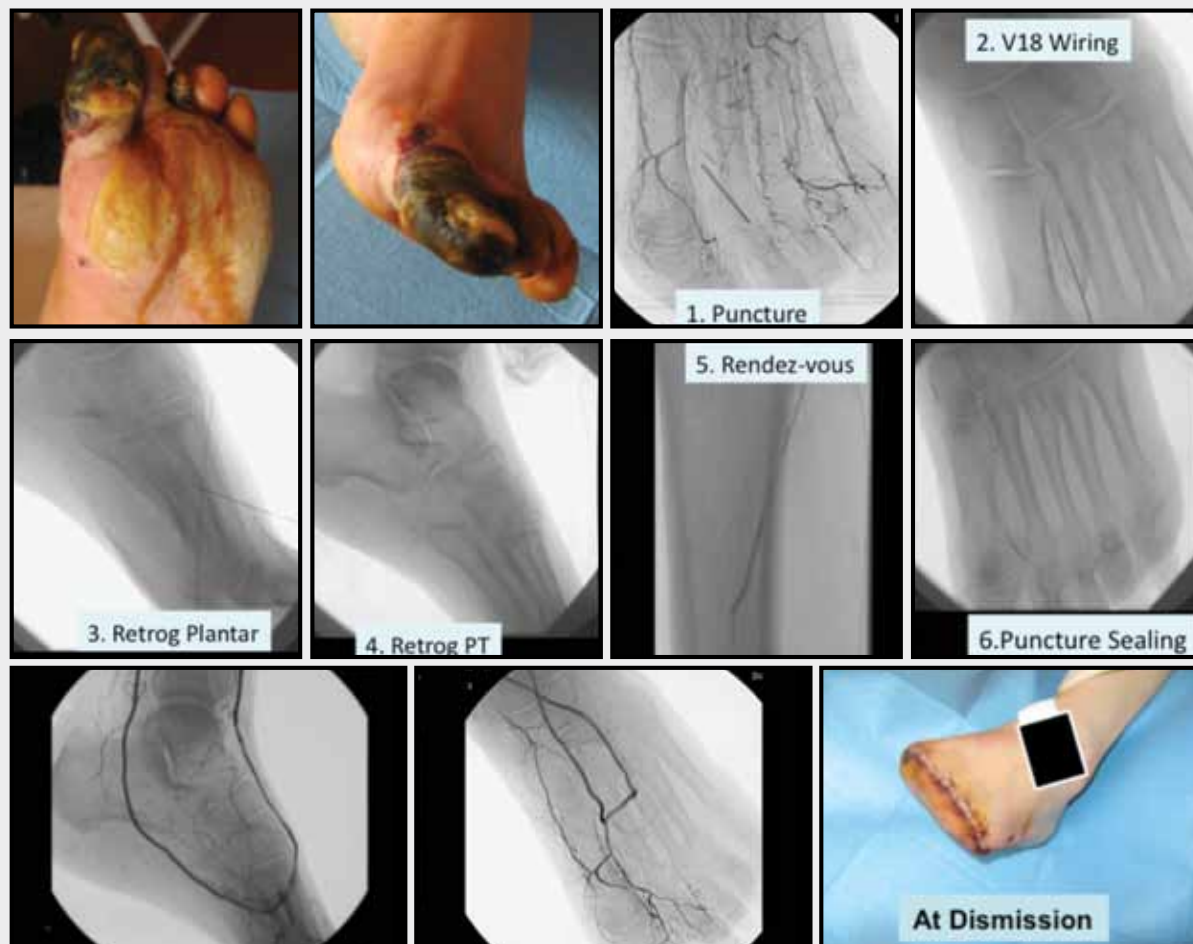 1. Puncture
2. V18 Wiring
3. Retrog Plantar
4. Retrog PT
5. Rendez-vous
6.Puncture Sealing
At Dismission